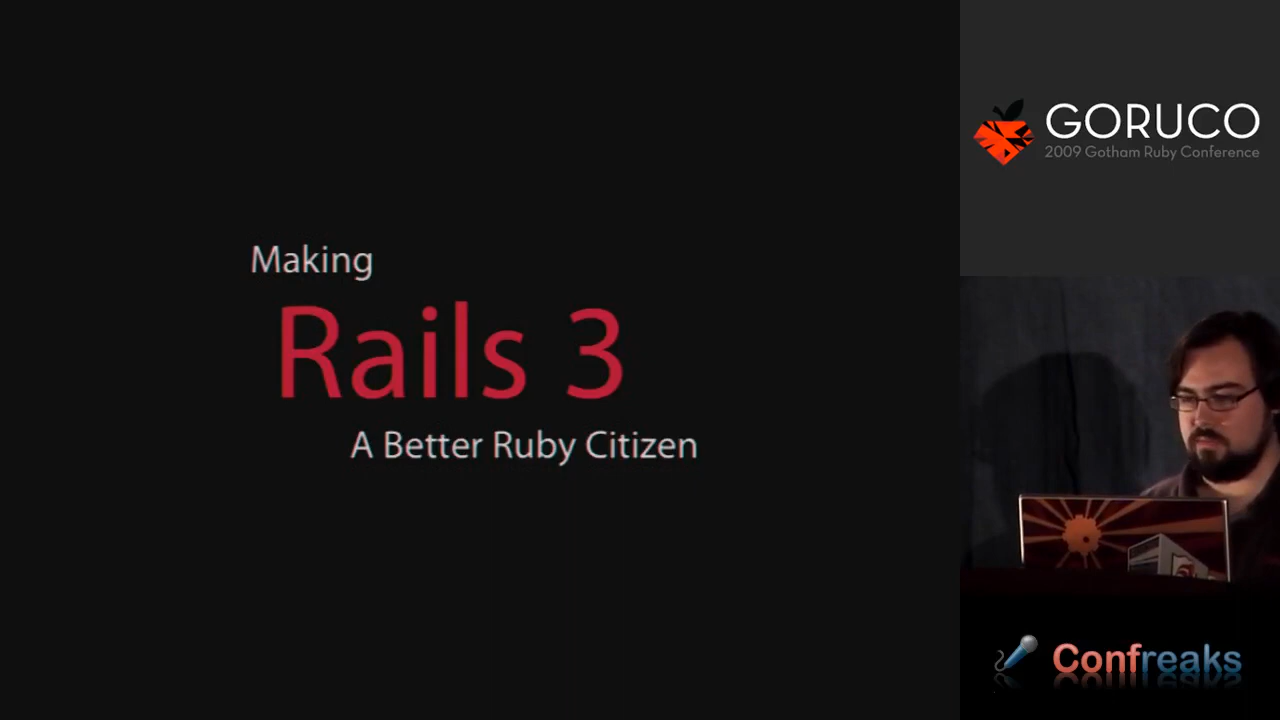 Making
Rails 3
A Better Ruby Citizen
GORUCO
2009 Gotham Ruby Conference
Confreaks